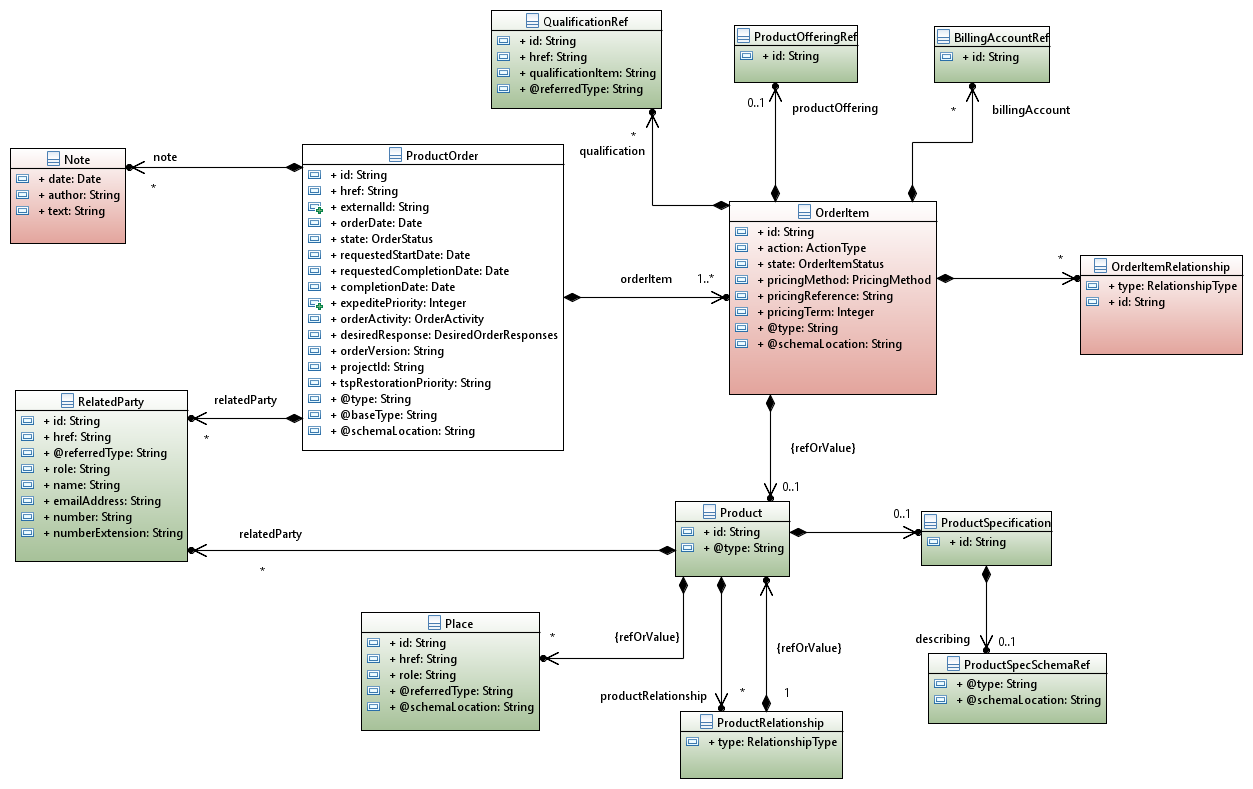 QualificationRef
+ id: String
+ href: String
+ qualificationItem: String
+ @referredType: String
ProductOfferingRef
+ id: String
BillingAccountRef
+ id: String
0..1
productOffering
*
billingAccount
*
qualification
Note
+ date: Date
+ author: String
+ text: String
note
*
ProductOrder
+ id: String
+ href: String
+ externalId: String
+ orderDate: Date
+ state: OrderStatus
+ requestedStartDate: Date
+ requestedCompletionDate: Date
+ completionDate: Date
+ expeditePriority: Integer
+ orderActivity: OrderActivity
+ desiredResponse: DesiredOrderResponses
+ orderVersion: String
+ projectId: String
+ tspRestorationPriority: String
+ @type: String
+ @baseType: String
+ @schemaLocation: String
orderItem
1..*
OrderItem
+ id: String
+ action: ActionType
+ state: OrderItemStatus
+ pricingMethod: PricingMethod
+ pricingReference: String
+ pricingTerm: Integer
+ @type: String
+ @schemaLocation: String
*
OrderItemRelationship
+ type: RelationshipType
+ id: String
RelatedParty
+ id: String
+ href: String
+ @referredType: String
+ role: String
+ name: String
+ emailAddress: String
+ number: String
+ numberExtension: String
relatedParty
*
{refOrValue}
0..1
relatedParty
*
Product
+ id: String
+ @type: String
0..1
ProductSpecification
+ id: String
Place
+ id: String
+ href: String
+ role: String
+ @referredType: String
+ @schemaLocation: String
*
{refOrValue}
{refOrValue}
describing
0..1
ProductSpecSchemaRef
+ @type: String
+ @schemaLocation: String
productRelationship
*
1
ProductRelationship
+ type: RelationshipType